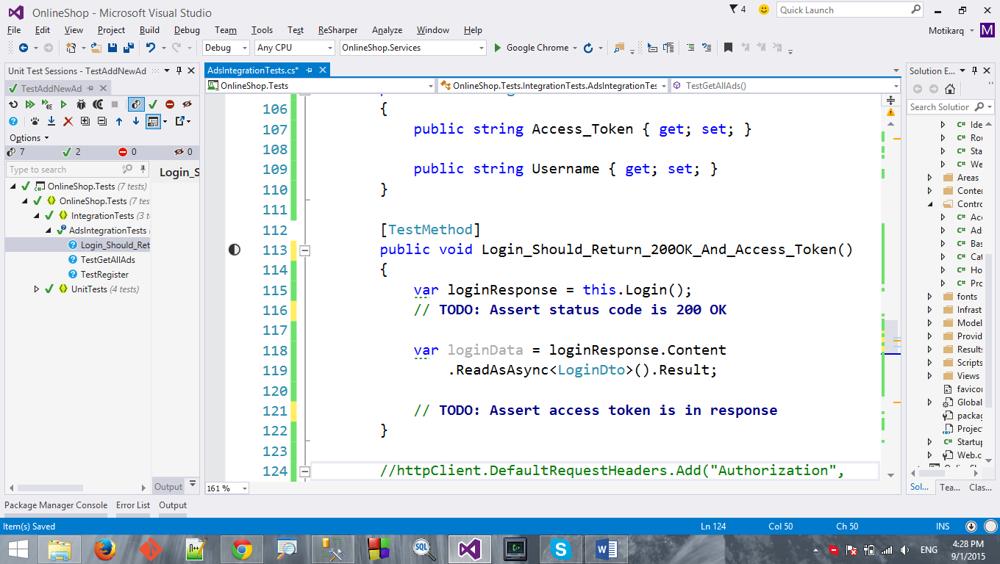 OnlineShop - Microsoft Visual Studio
4
Quick Launch
File Edit View Project Build Debug Team Tools Test ReSharper Analyze Window Help
Motikarq
M
Debug
Any CPU
OnlineShop.Services
Google Chrome
Unit Test Sessions - TestAddNewAd
TestAddNewAd
Options
7 2 0 0
Type to search
Login_S
OnlineShop.Tests (7 tests)
OnlineShop.Tests (7 tes
IntegrationTests (3 t
AdsIntegrationTests
Login_Should_Ret
TestGetAllAds
TestRegister
UnitTests (4 tests)
Output
AdsIntegrationTests.cs*
OnlineShop.Tests
OnlineShop.Tests.IntegrationTests.AdsIntegrationTes
TestGetAllAds()
106 {
107 public string Access_Token { get; set; }
108
109 public string Username { get; set; }
110 }
111
112 [TestMethod]
113 public void Login_Should_Return_200OK_And_Access_Token()
114 {
115 var loginResponse = this.Login();
116 // TODO: Assert status code is 200 OK
117
118 var loginData = loginResponse.Content
119 .ReadAsAsync<LoginDto>().Result;
120
121 // TODO: Assert access token is in response
122 }
123
124 //httpClient.DefaultRequestHeaders.Add("Authorization",
161 %
Solution E...
Search Solution
C# Ide
C# Rou
C# Sta
C# We
Areas
Conter
Contro
C# Ac
C# Ad
C# Bas
C# Cat
C# Ho
C# Pro
fonts
Infrast
Model
Provid
Results
Scripts
Views
favicon
Global
packag
Project
C# Startup
Web.c
Sol... Tea... Clas...
Package Manager Console Error List Output
Item(s) Saved
Ln 124 Col 50 Ch 50 INS
SQL
ENG
4:28 PM
9/1/2015